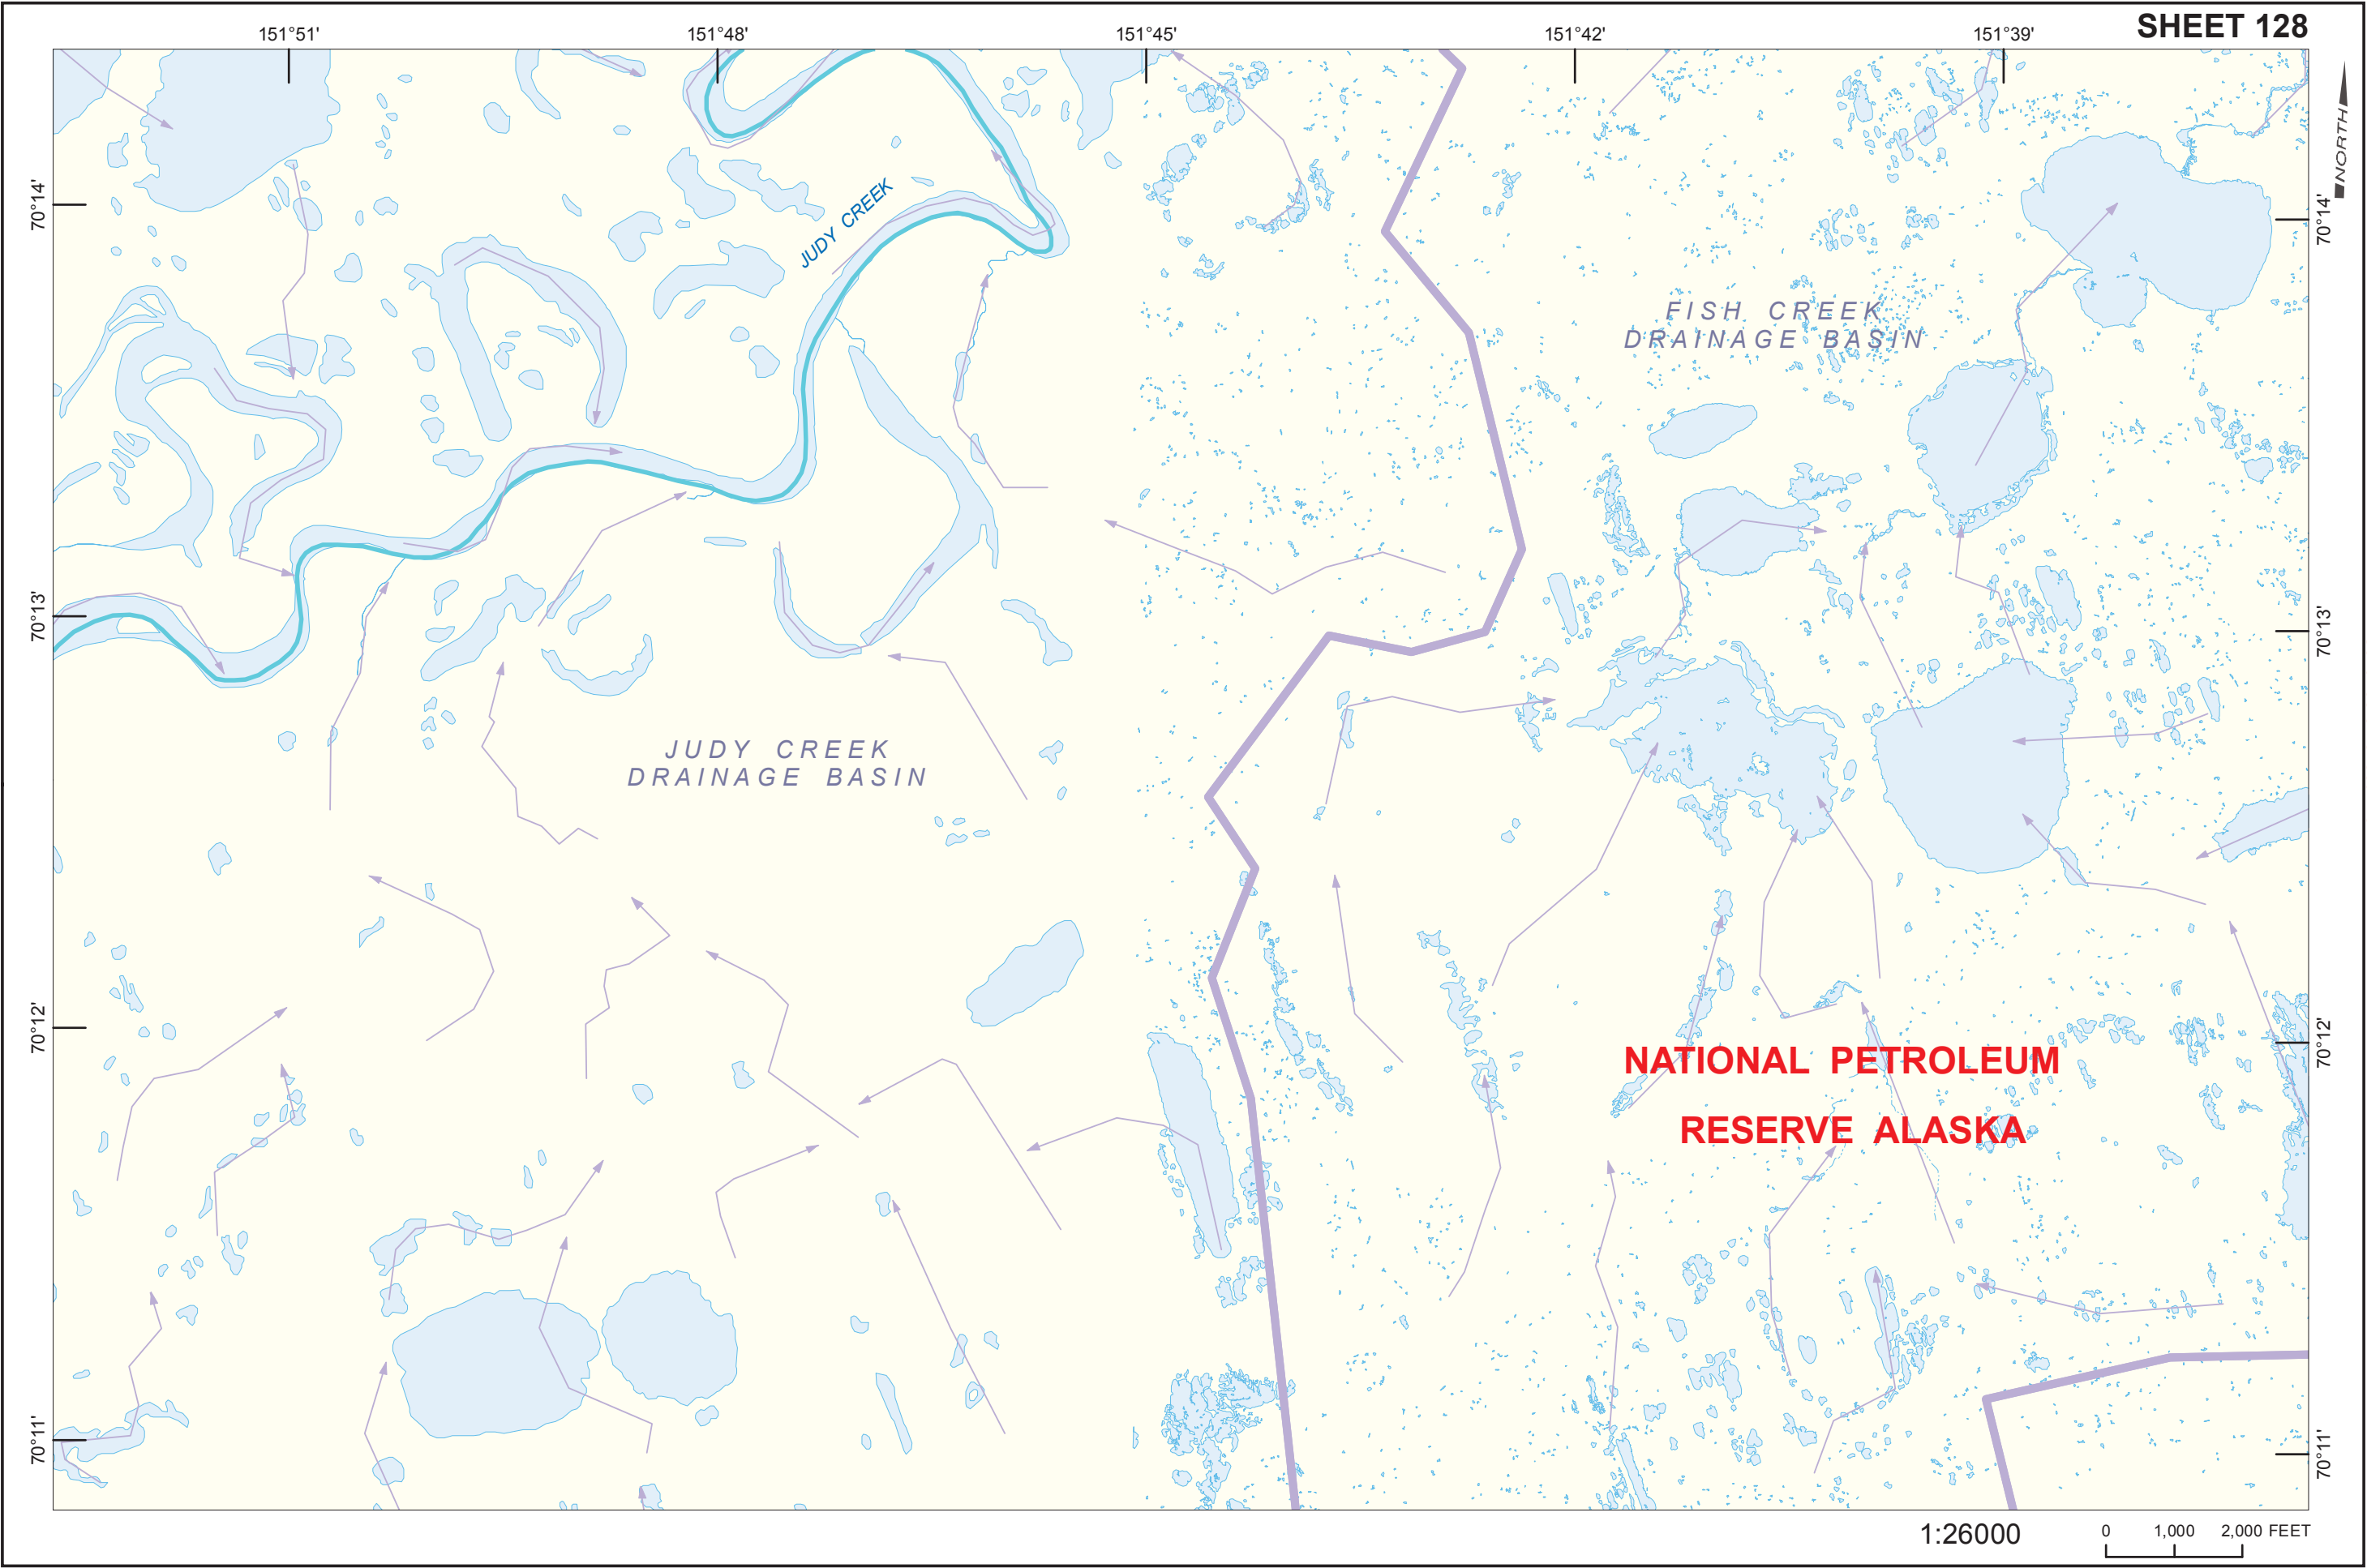 SHEET 128
151°51'
151°48'
151°45'
151°42'
151°39'
NORTH
70°14'
70°14'
JUDY CREEK
FISH CREEK
DRAINAGE BASIN
70°13'
70°13'
JUDY CREEK
DRAINAGE BASIN
70°12'
70°12'
NATIONAL PETROLEUM
RESERVE ALASKA
70°11'
70°11'
1:26000
0 1,000 2,000 FEET